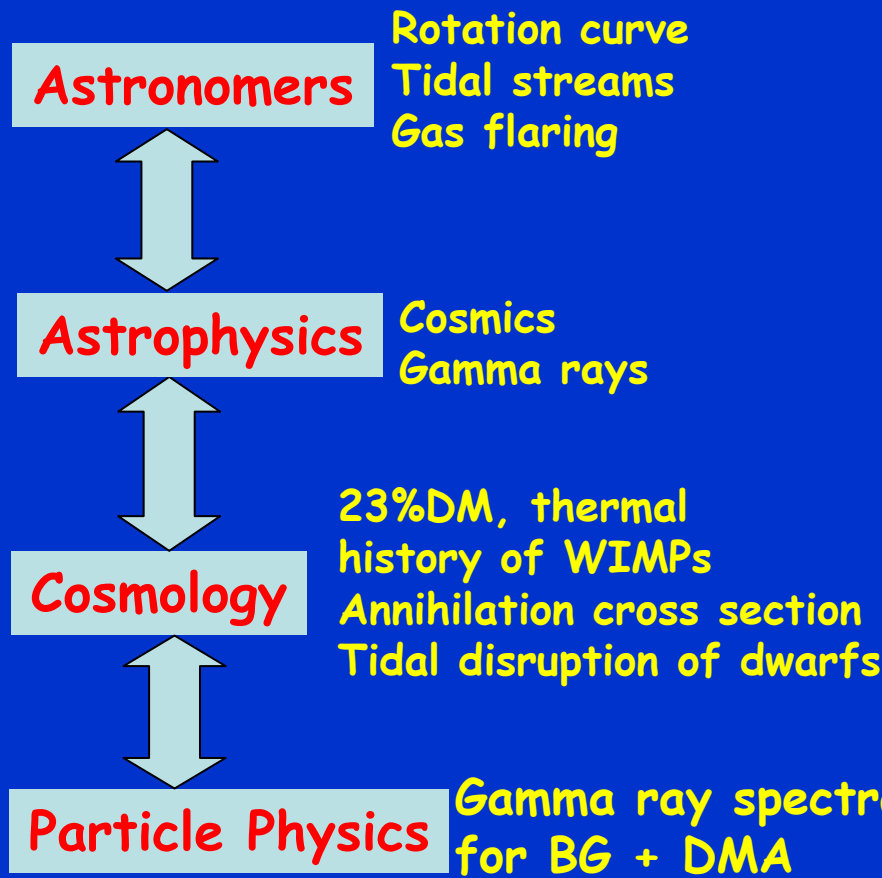 Rotation curve
Astronomers
Tidal streams
Gas flaring
Astrophysics
Cosmics
Gamma rays
23%DM, thermal
history of WIMPs
Cosmology
Annihilation cross section
Tidal disruption of dwarfs
Particle Physics
Gamma ray
for BG + DMA